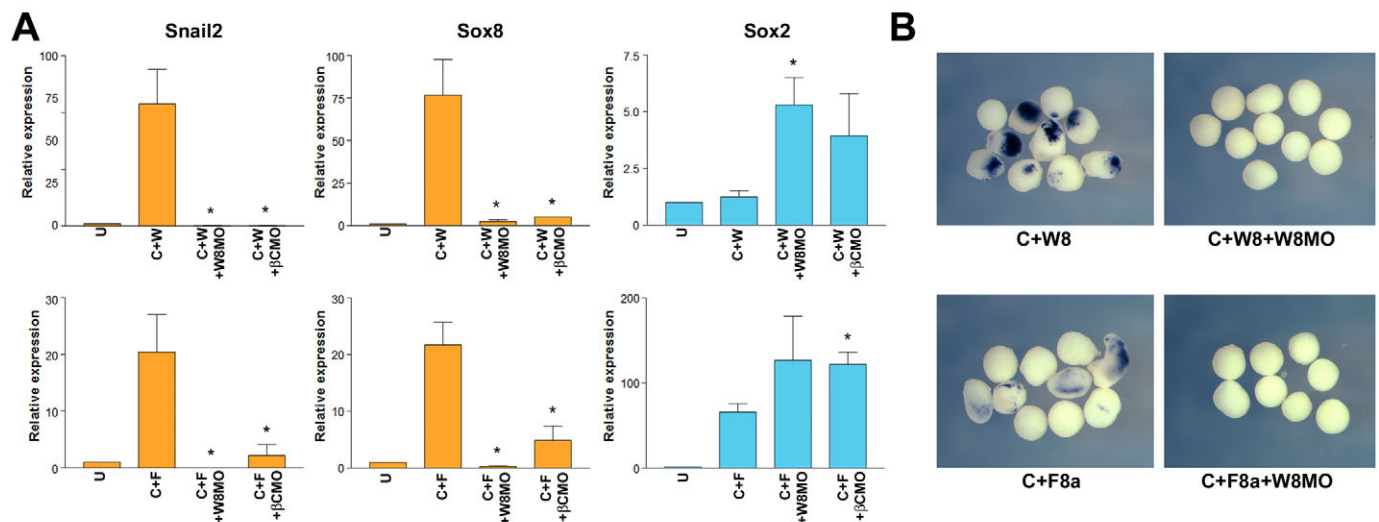 A
B
Snail2
Sox8
Sox2
Relative expression
100
75
50
25
0
*
*
U
C+W
C+W
+W8MO
C+W
+βCMO
Relative expression
100
75
50
25
0
*
*
U
C+W
C+W
+W8MO
C+W
+βCMO
Relative expression
7.5
5.0
2.5
0
*
U
C+W
C+W
+W8MO
C+W
+βCMO
C+W8
C+W8+W8MO
Relative expression
30
20
10
0
*
*
U
C+F
C+F
+W8MO
C+F
+βCMO
Relative expression
30
20
10
0
*
*
U
C+F
C+F
+W8MO
C+F
+βCMO
Relative expression
200
100
0
*
U
C+F
C+F
+W8MO
C+F
+βCMO
C+F8a
C+F8a+W8MO